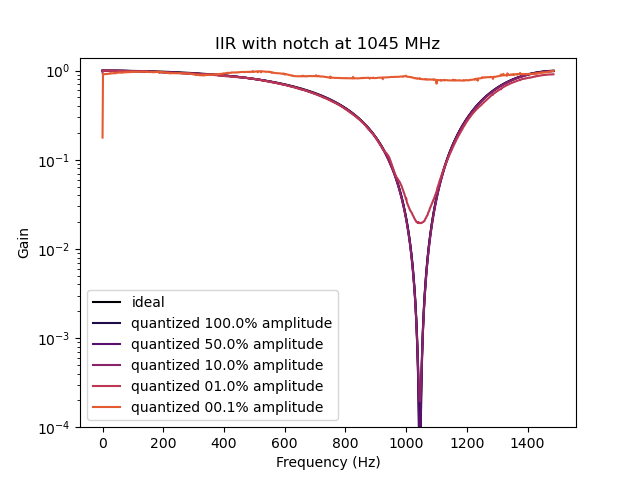 IIR with notch at 1045 MHz
Gain
10⁰
10⁻¹
10⁻²
10⁻³
10⁻⁴
ideal
quantized 100.0% amplitude
quantized 50.0% amplitude
quantized 10.0% amplitude
quantized 01.0% amplitude
quantized 00.1% amplitude
0 200 400 600 800 1000 1200 1400
Frequency (Hz)